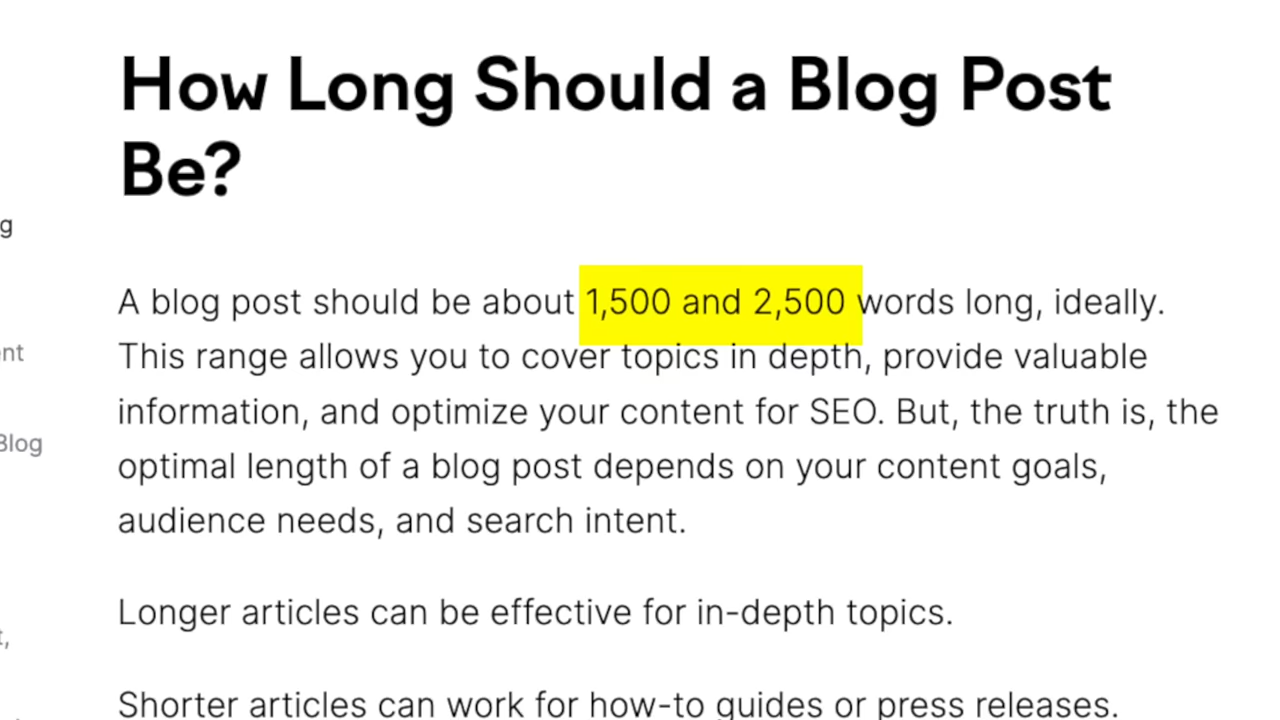 How Long Should a Blog Post
Be?
g
A blog post should be about 1,500 and 2,500 words long, ideally.
This range allows you to cover topics in depth, provide valuable
nt
information, and optimize your content for SEO. But, the truth is, the
Blog
optimal length of a blog post depends on your content goals,
audience needs, and search intent.
Longer articles can be effective for in-depth topics.
t,
Shorter articles can work for how-to guides or press releases.